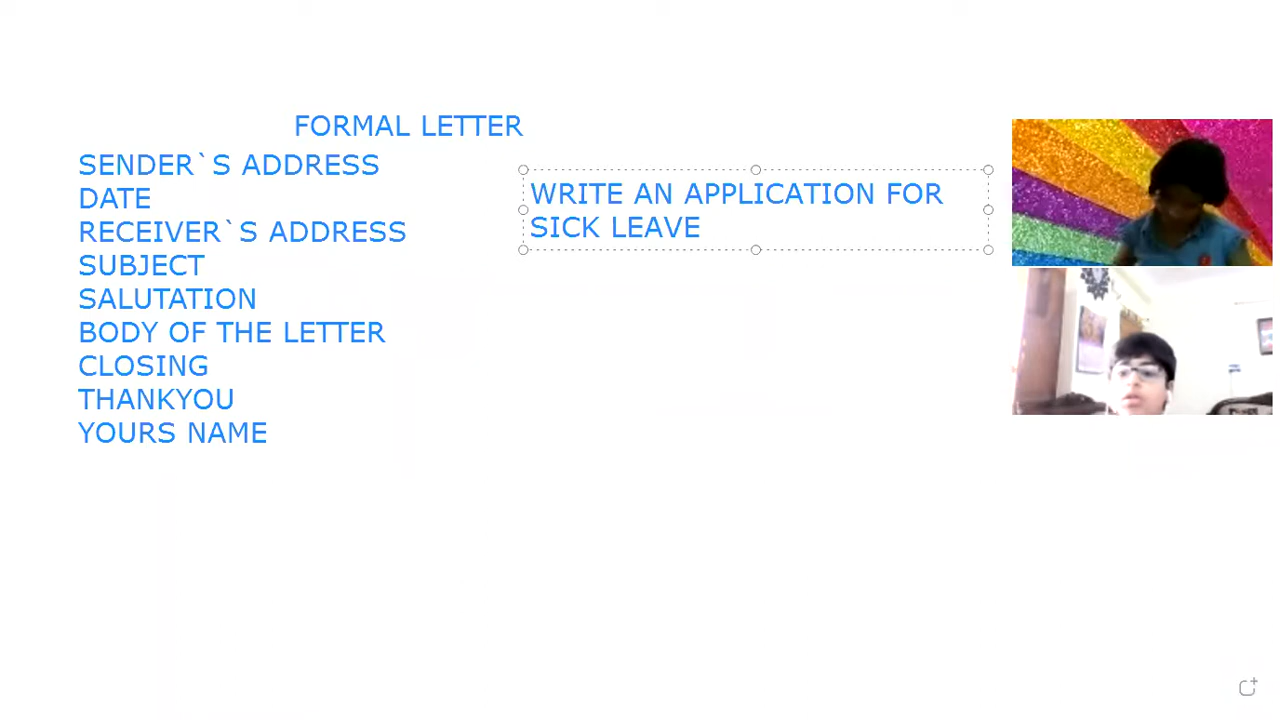 FORMAL LETTER
SENDER`S ADDRESS
DATE
RECEIVER`S ADDRESS
SUBJECT
SALUTATION
BODY OF THE LETTER
CLOSING
THANKYOU
YOURS NAME
WRITE AN APPLICATION FOR
SICK LEAVE